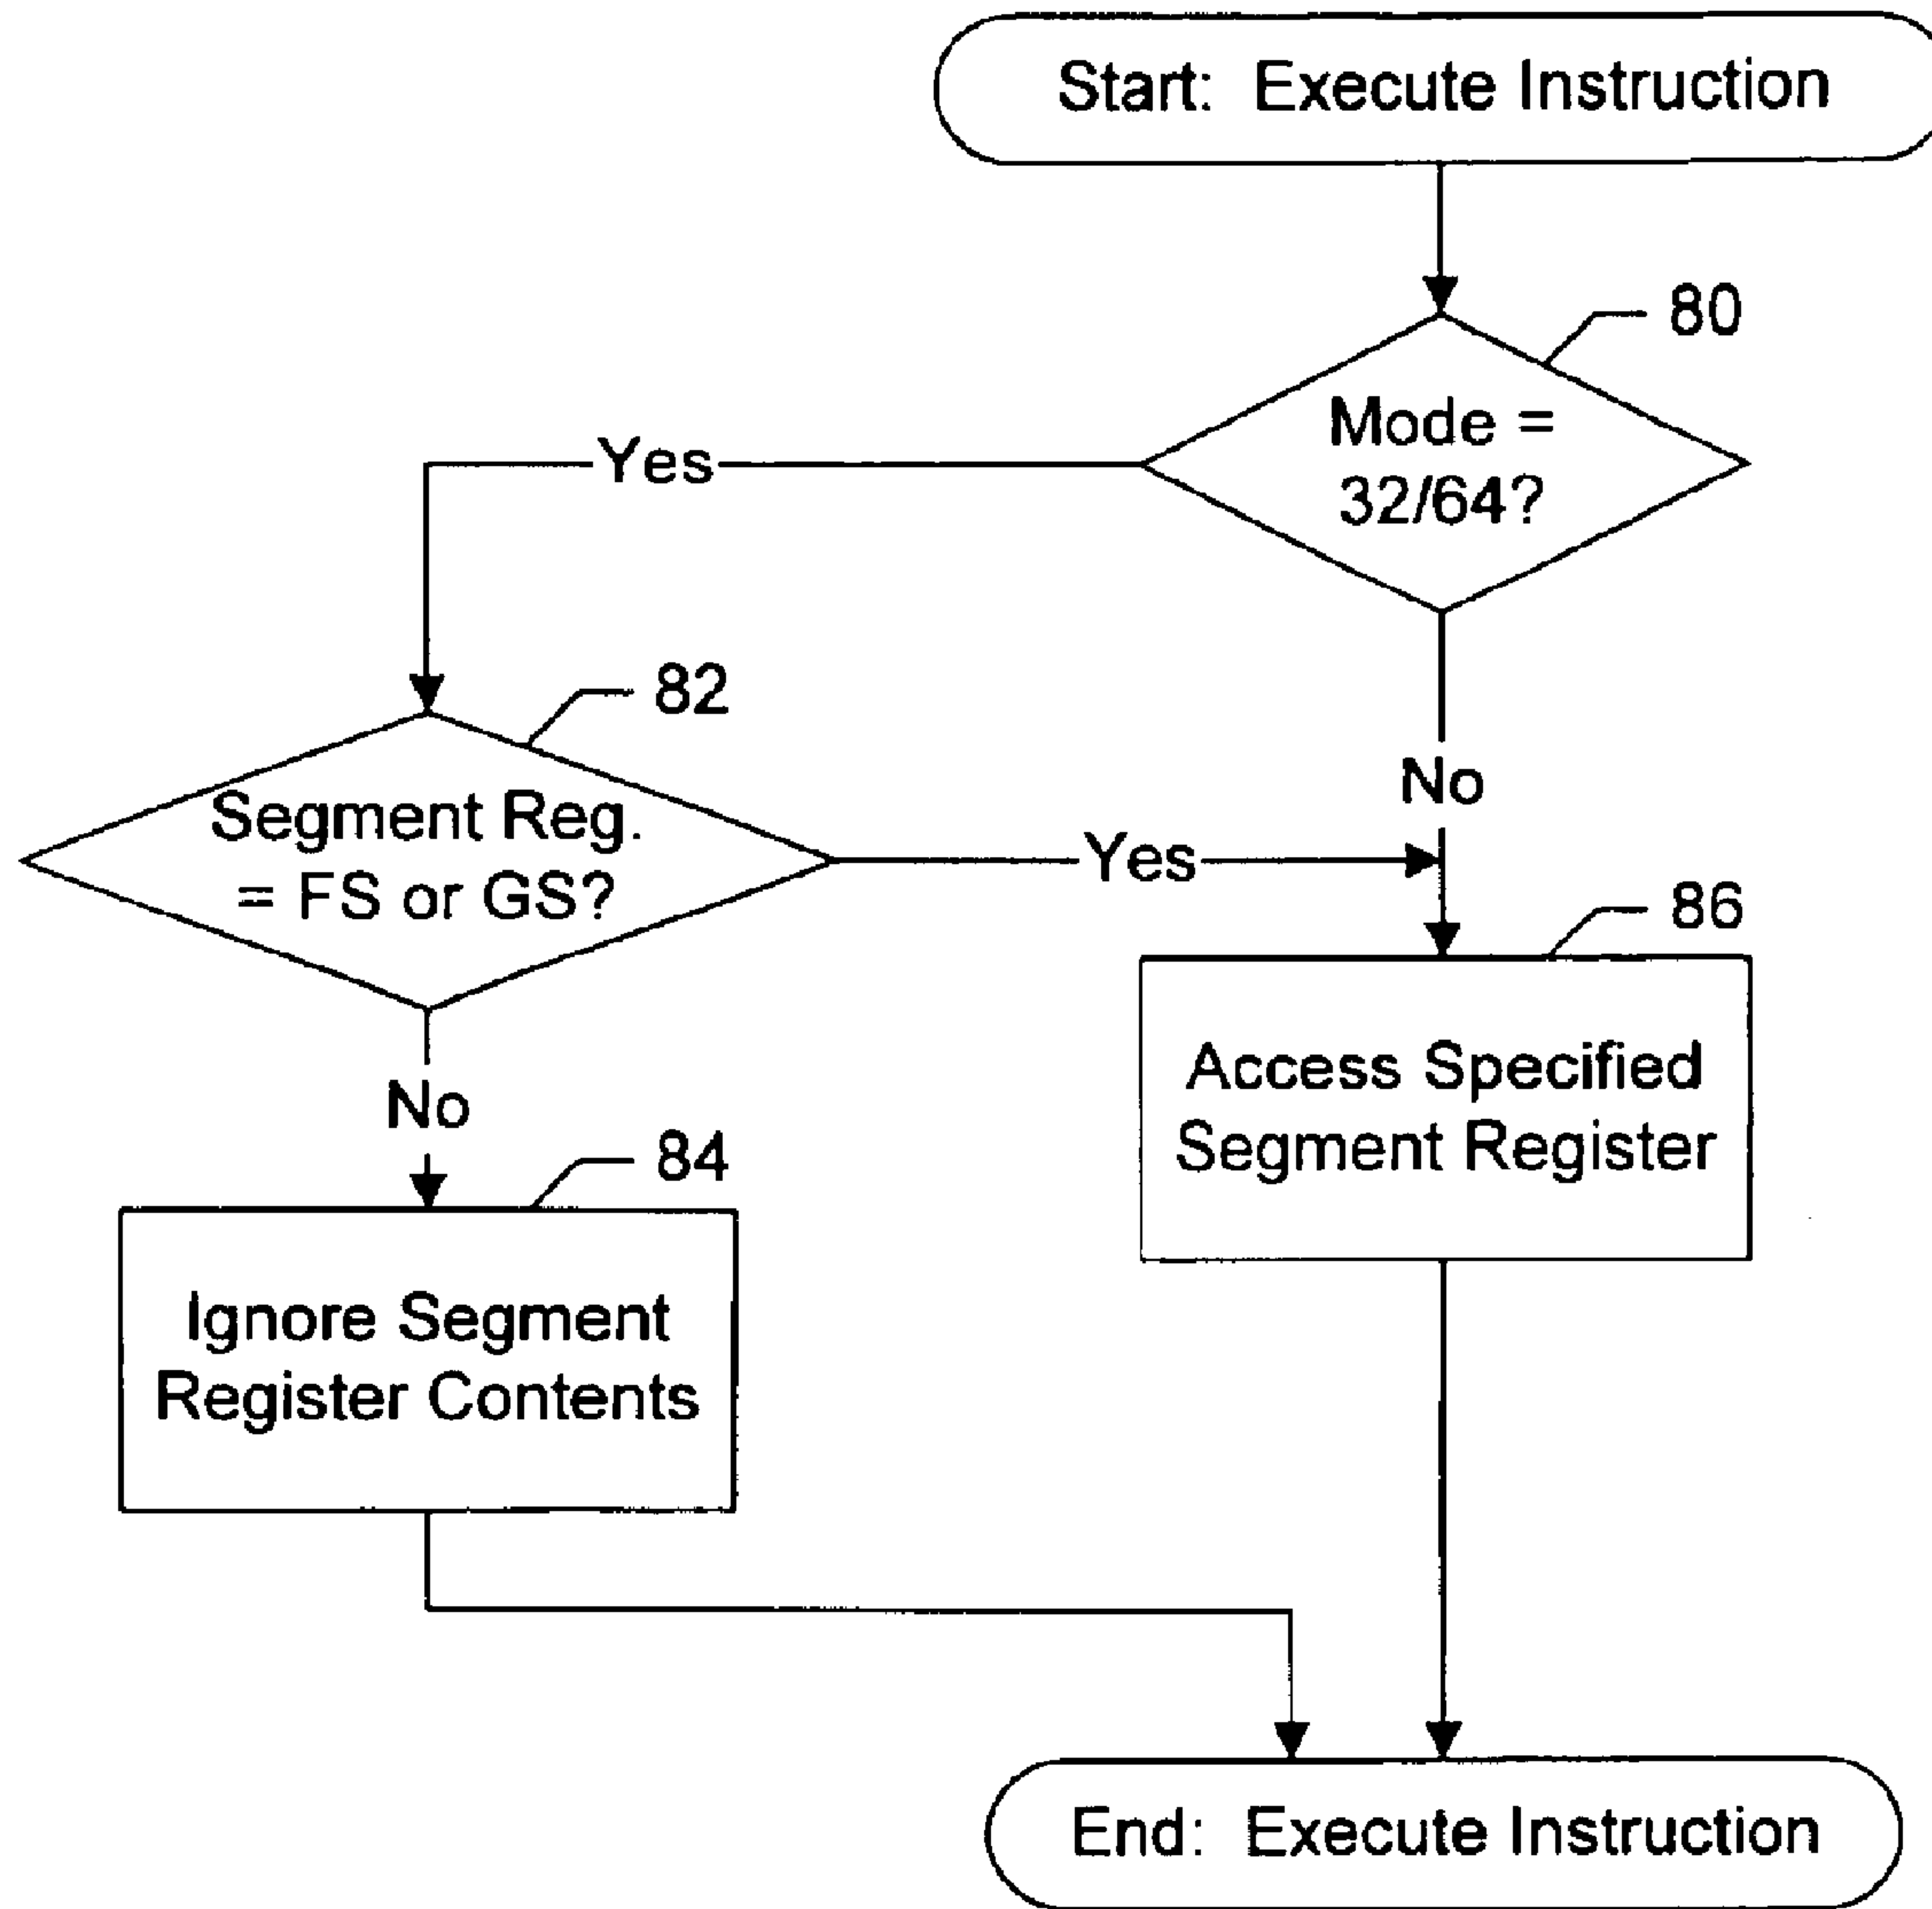 Start: Execute Instruction
80
Mode =
32/64?
Yes
82
Segment Reg.
= FS or GS?
Yes
No
86
Access Specified
Segment Register
No
84
Ignore Segment
Register Contents
End: Execute Instruction